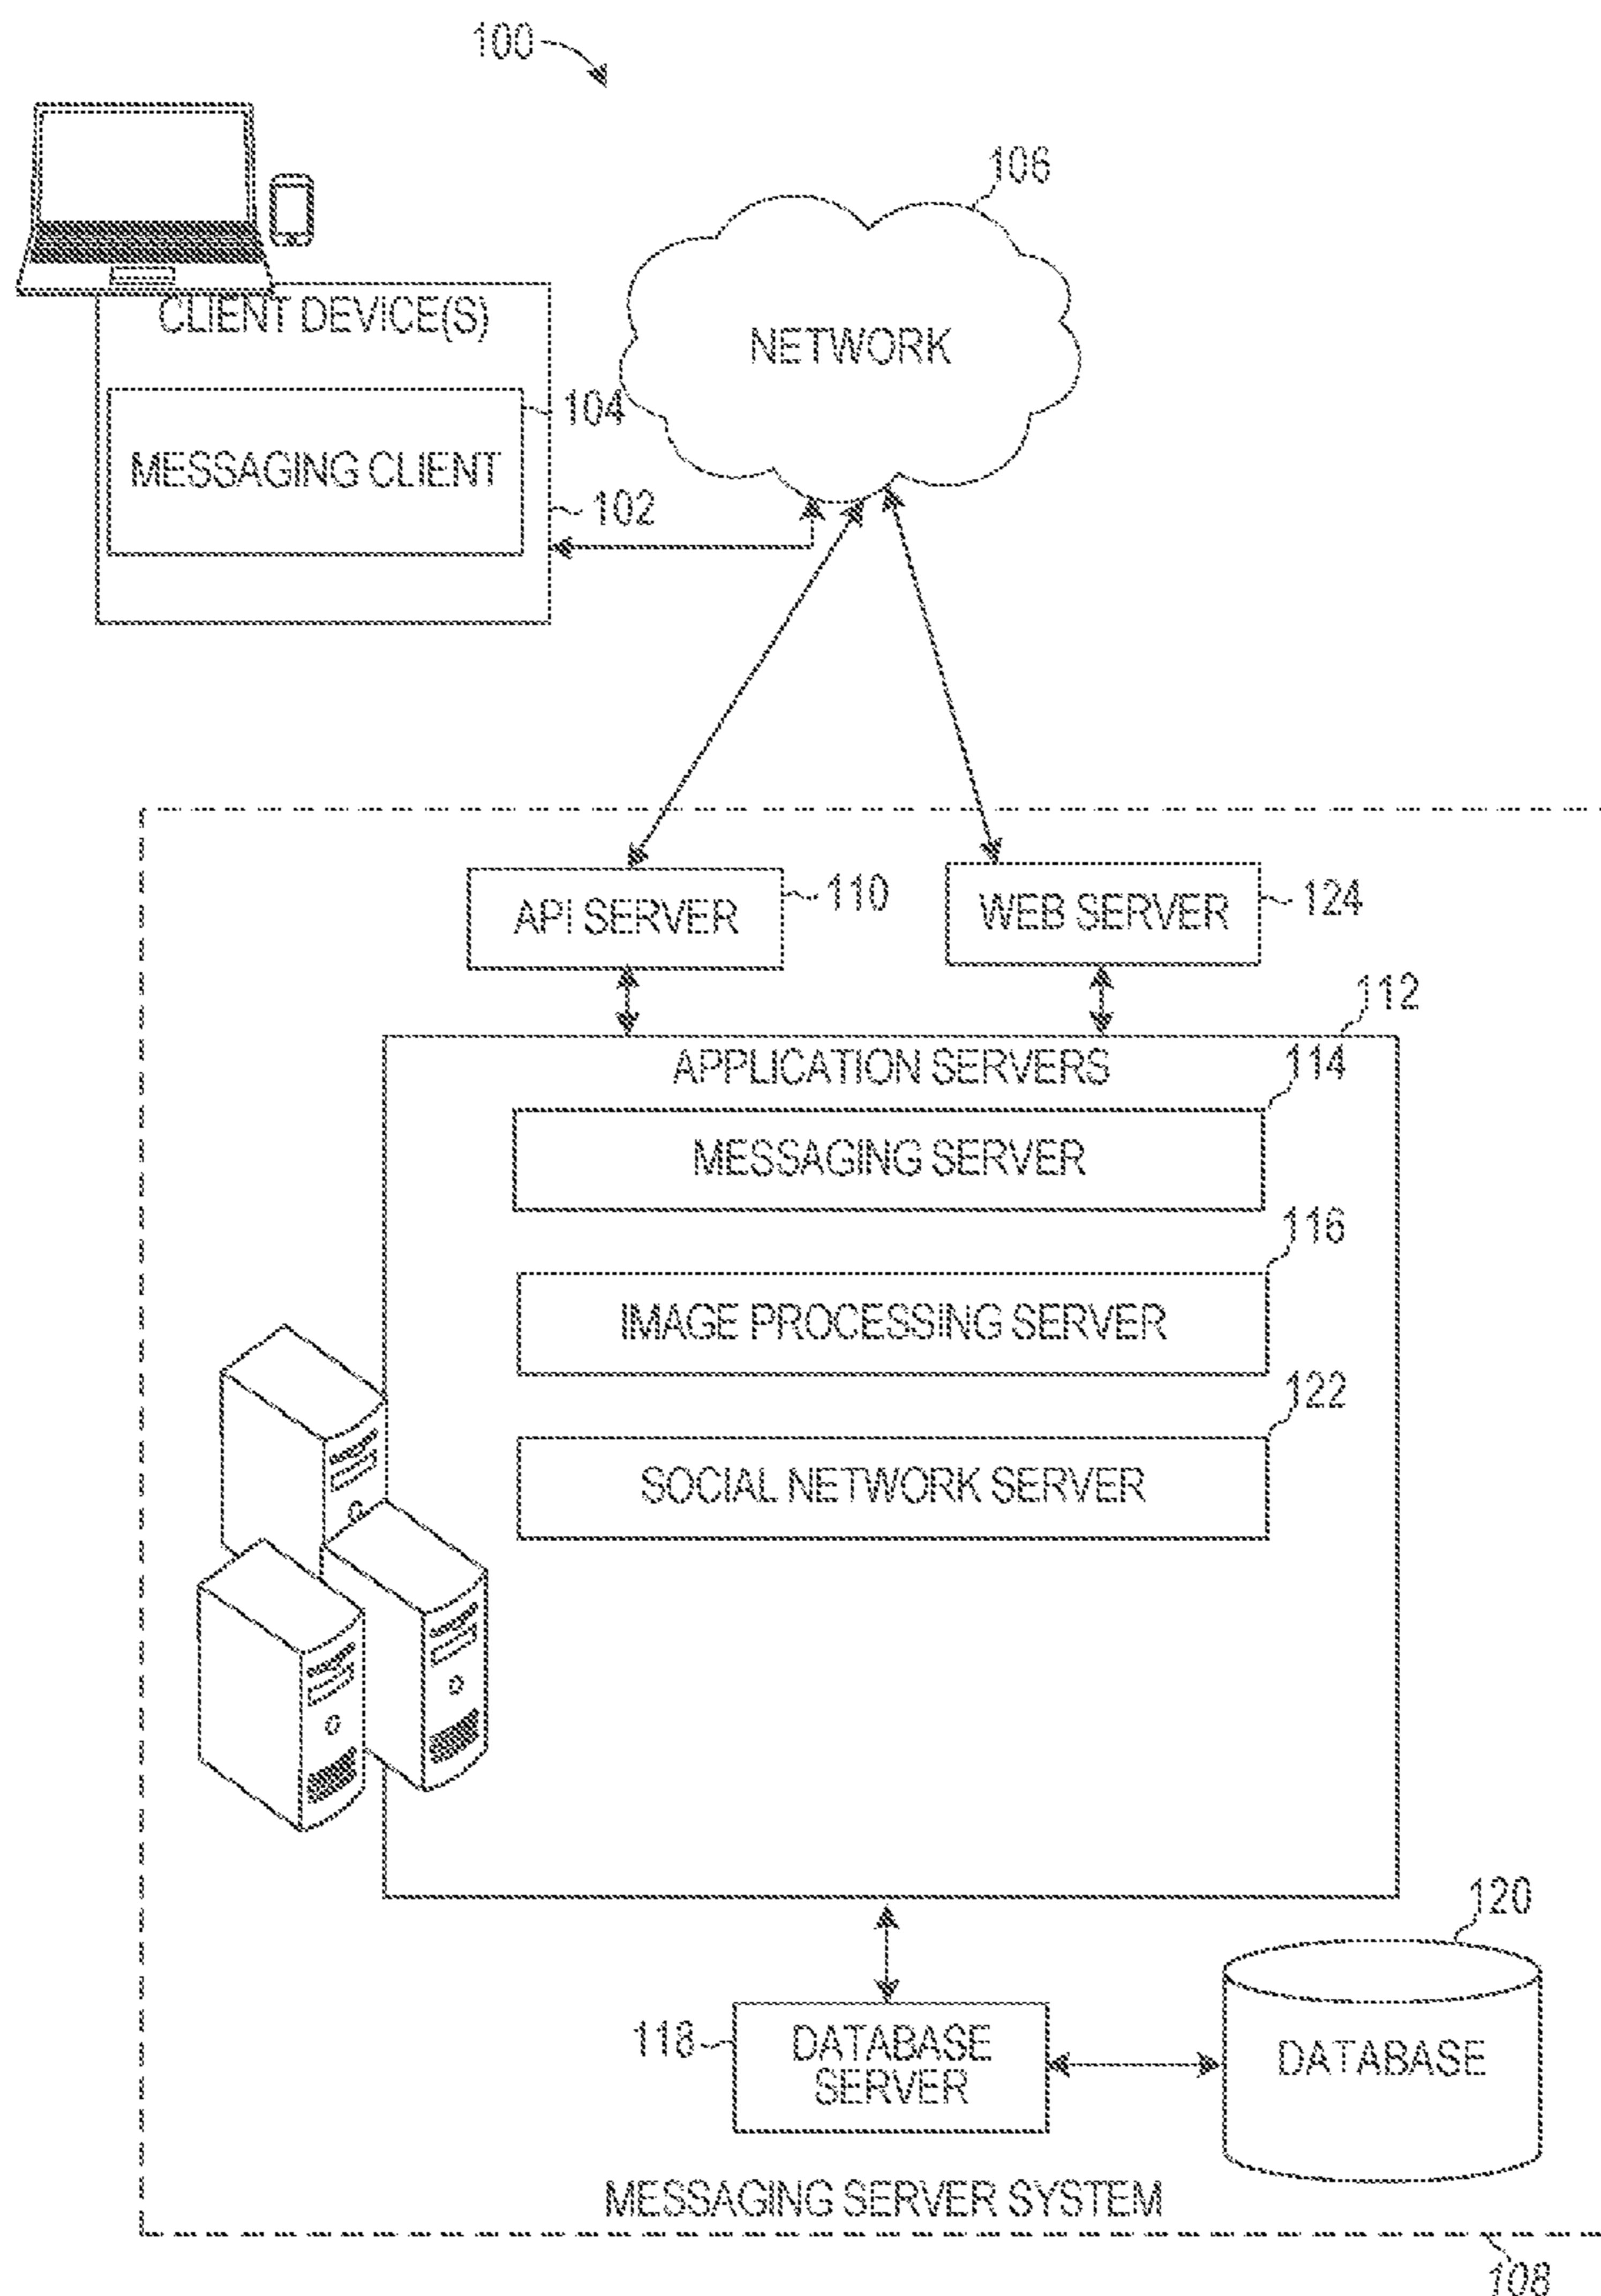 100
106
CLIENT DEVICE(S)
NETWORK
104
MESSAGING CLIENT
102
110
124
API SERVER
WEB SERVER
112
APPLICATION SERVERS
114
MESSAGING SERVER
116
IMAGE PROCESSING SERVER
122
SOCIAL NETWORK SERVER
120
118
DATABASE
SERVER
DATABASE
MESSAGING SERVER SYSTEM
108